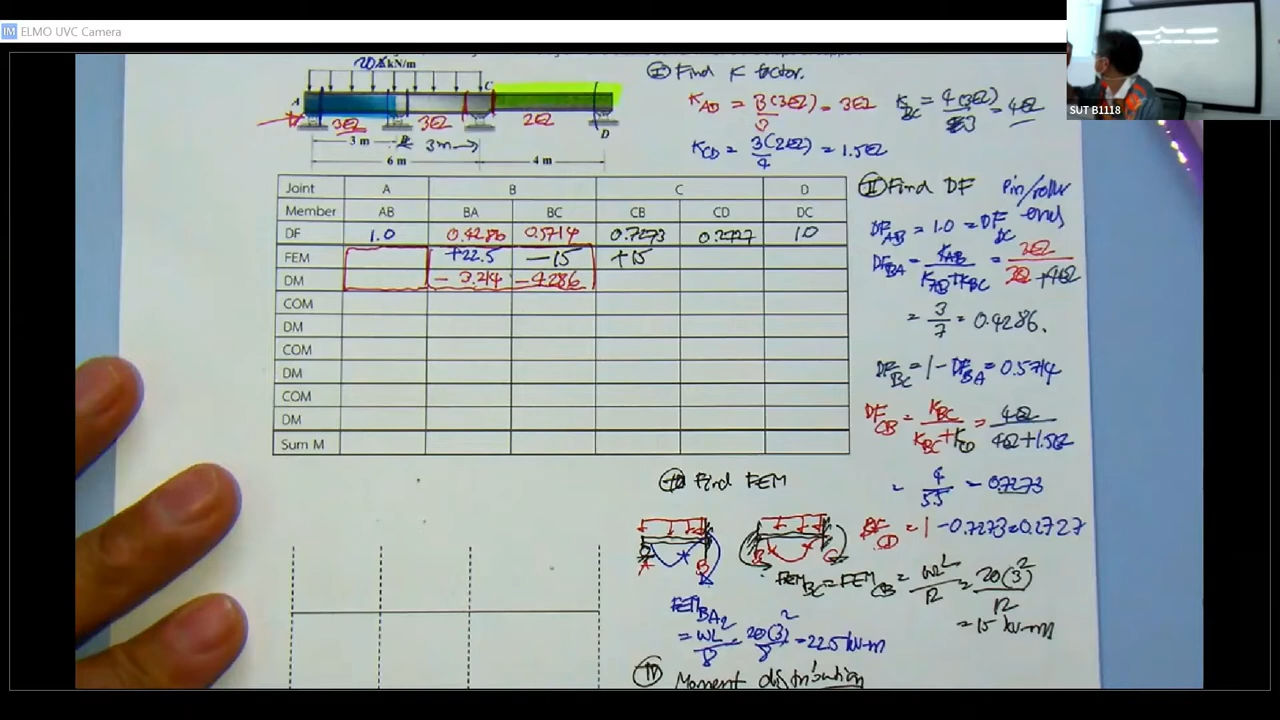 ELMO UVC Camera
SUT B1118
20 kN/m
A
C
B
D
3EI
3EI
2EI
3 m
3m
6 m
4 m
I Find K factor.
K_AB = 3(3EI)/3 = 3EI
K_BC = 4(3EI)/3 = 4EI
K_CD = 3(2EI)/4 = 1.5EI
Joint A B C D
Member AB BA BC CB CD DC
DF 1.0 0.4286 0.5714 0.7273 0.2727 1.0
FEM +22.5 -15 +15
DM -3.214 -4.286
COM
DM
COM
DM
COM
DM
Sum M
II Find DF Pin/roller ends
DF_AB = 1.0 = DF_DC
DF_BA = K_AB/(K_AB+K_BC) = 3EI/(3EI+4EI)
= 3/7 = 0.4286.
DF_BC = 1 - DF_BA = 0.5714
DF_CB = K_BC/(K_BC+K_CD) = 4EI/(4EI+1.5EI)
= 4/5.5 = 0.7273
DF_CD = 1 - 0.7273 = 0.2727
III Find FEM
A B
B C
FEM_BC = FEM_CB = wL²/12 = 20(3)²/12
= 15 kN-m
FEM_BA
= wL²/8 = 20(3)²/8 = 22.5 kN-m
IV Moment distribution